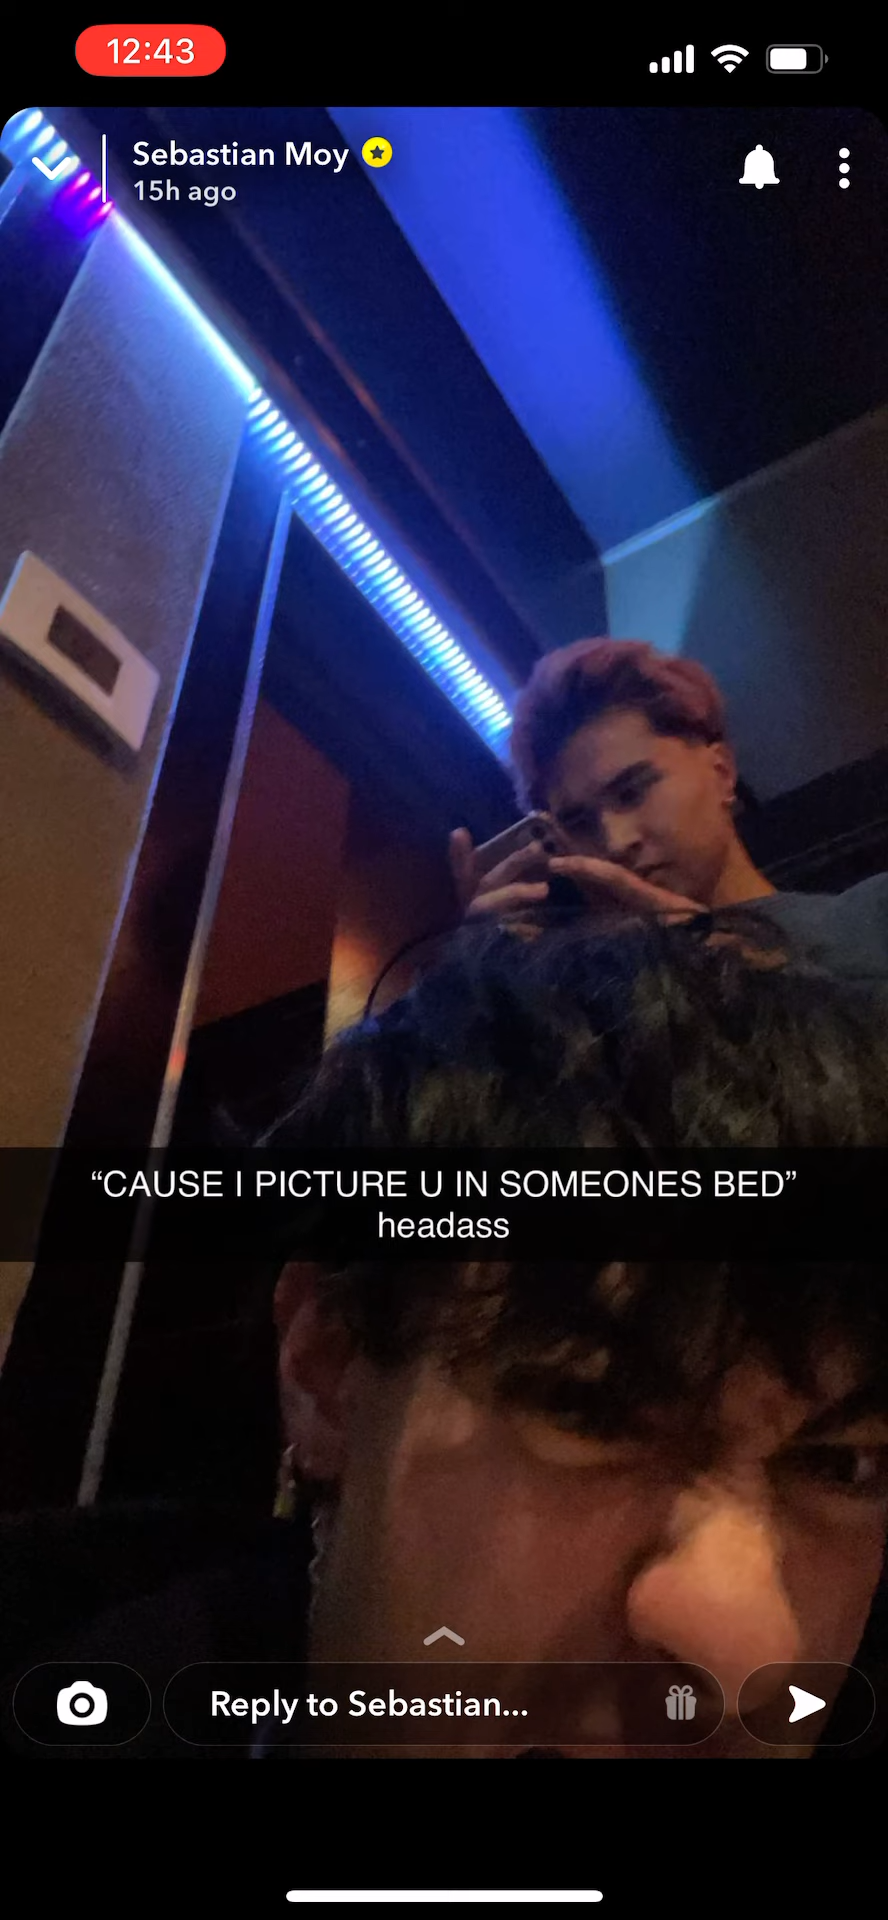 12:43
Sebastian Moy
15h ago
“CAUSE I PICTURE U IN SOMEONES BED”
headass
Reply to Sebastian...